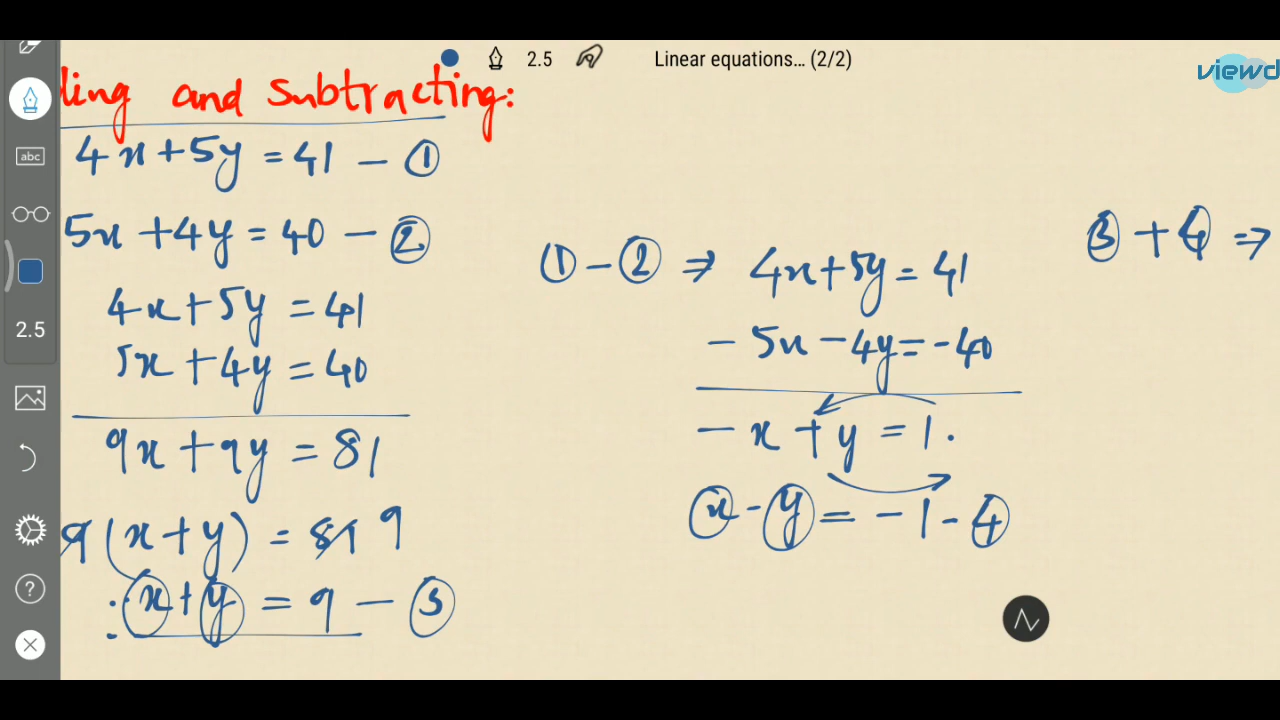 2.5 Linear equations... (2/2)
viewd
abc
2.5
ling and Subtracting:
4x+5y=41 - ①
5x+4y=40 - ②
4x+5y=41
5x+4y=40
9x+9y=81
9(x+y)=81 9
∴ x+y=9 - ③
①-② ⇒ 4x+5y=41
-5x-4y=-40
-x+y=1.
x-y=-1-④
③+④ ⇒